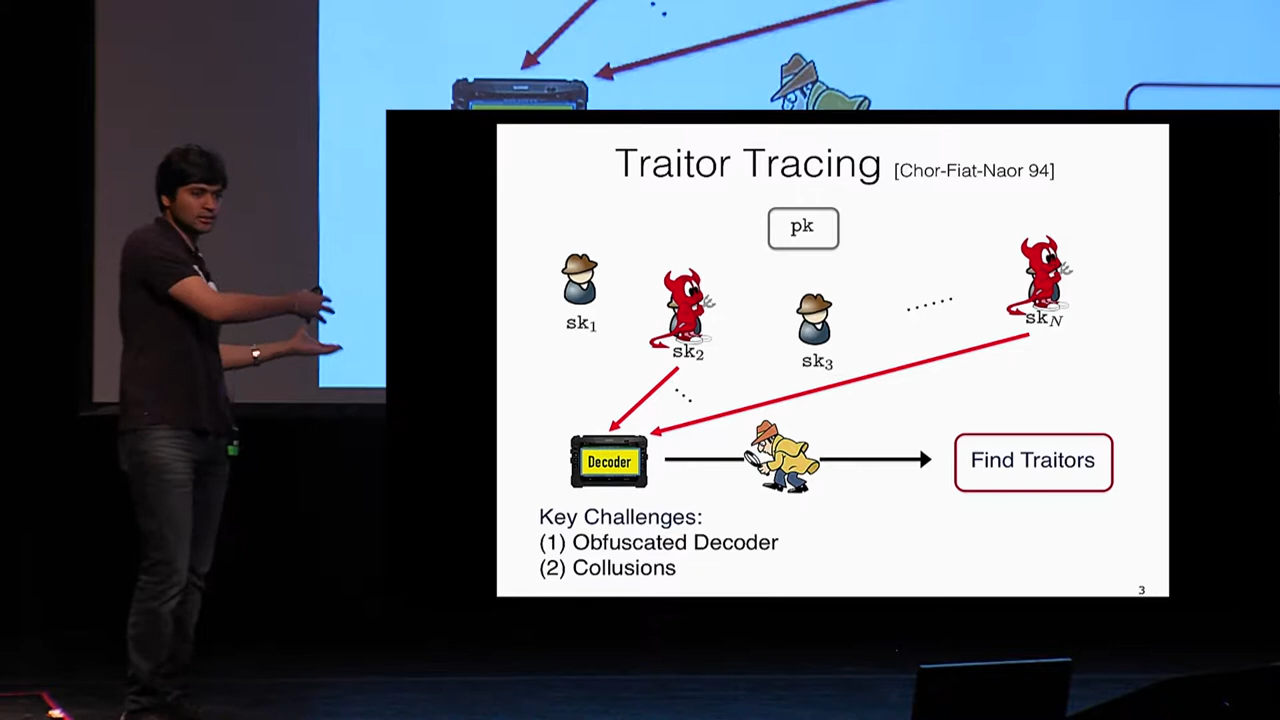 Traitor Tracing [Chor-Fiat-Naor 94]
pk
sk1
sk2
sk3
skN
Decoder
Find Traitors
Key Challenges:
(1) Obfuscated Decoder
(2) Collusions
3